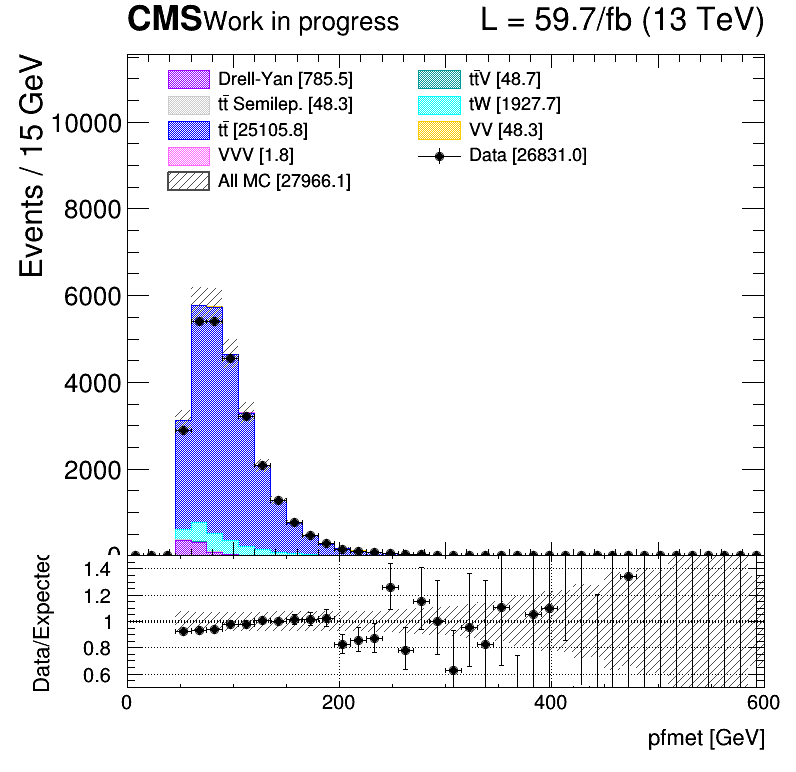 CMS Work in progress L = 59.7/fb (13 TeV)
Events / 15 GeV
Drell-Yan [785.5]
tt̄ Semilep. [48.3]
tt̄ [25105.8]
VVV [1.8]
All MC [27966.1]
tt̄V [48.7]
tW [1927.7]
VV [48.3]
Data [26831.0]
10000
8000
6000
4000
2000
0
Data/Expected
1.4
1.2
1
0.8
0.6
0 200 400 600
pfmet [GeV]